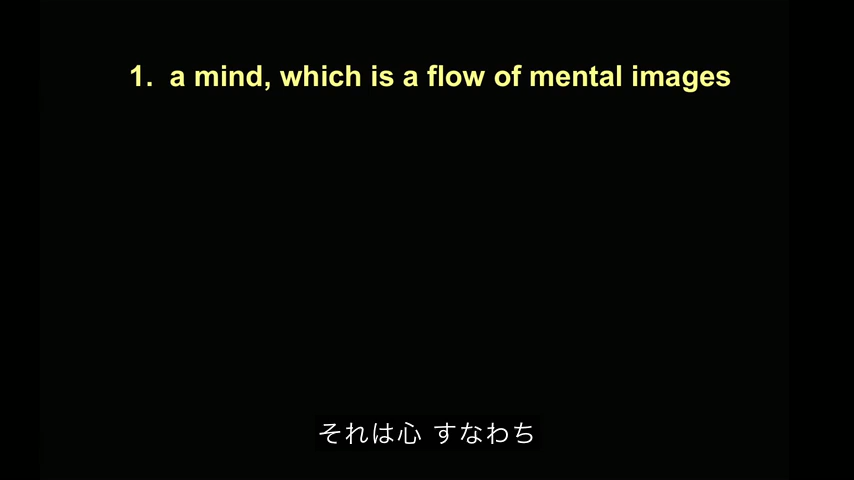 1. a mind, which is a flow of mental images
それは心 すなわち